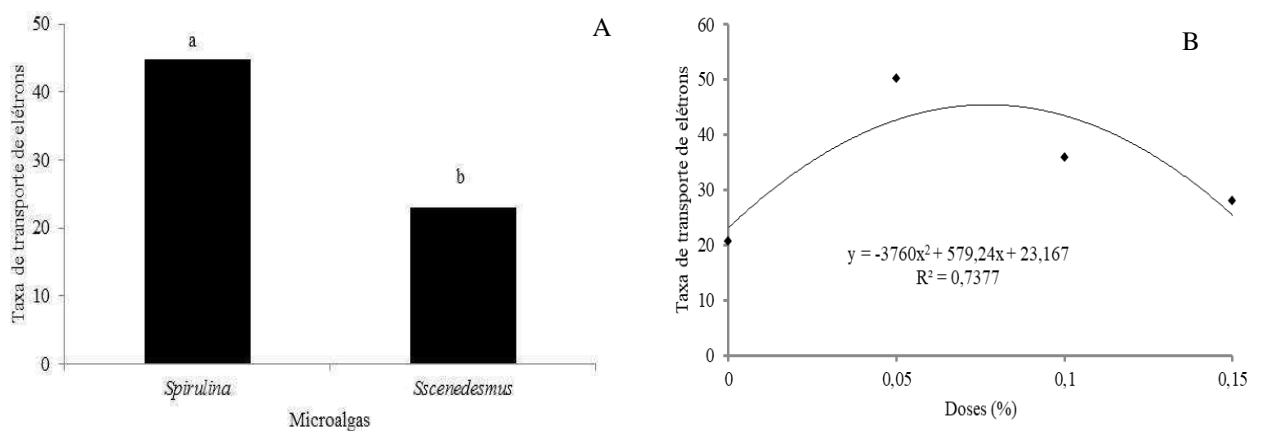 A
Taxa de transporte de elétrons
50
40
30
20
10
0
a
b
Spirulina
Sscenedesmus
Microalgas
B
Taxa de transporte de elétrons
60
50
40
30
20
10
0
y = -3760x² + 579,24x + 23,167
R² = 0,7377
0
0,05
0,1
0,15
Doses (%)